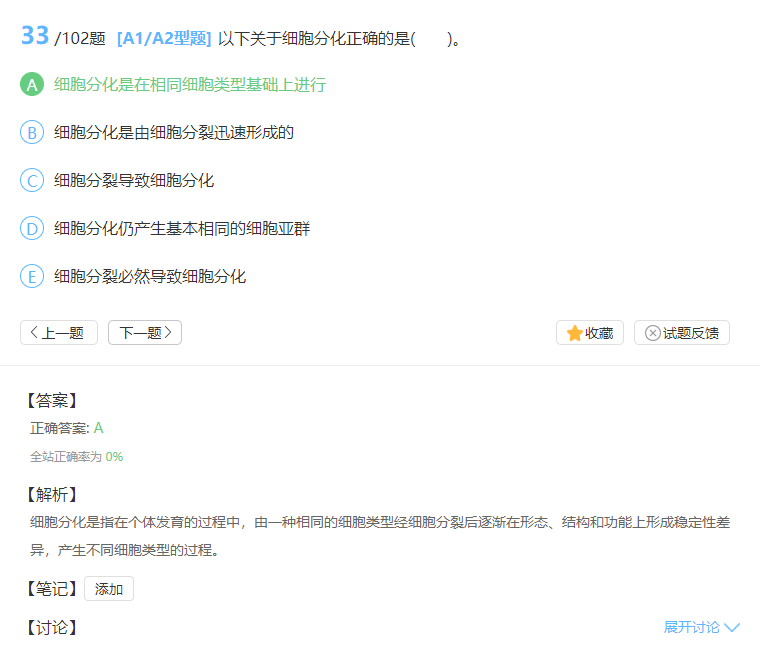 33 /102题 [A1/A2型题] 以下关于细胞分化正确的是(　　)。
A 细胞分化是在相同细胞类型基础上进行
B 细胞分化是由细胞分裂迅速形成的
C 细胞分裂导致细胞分化
D 细胞分化仍产生基本相同的细胞亚群
E 细胞分裂必然导致细胞分化
上一题 下一题 收藏 试题反馈
【答案】
正确答案: A
全站正确率为 0%
【解析】
细胞分化是指在个体发育的过程中，由一种相同的细胞类型经细胞分裂后逐渐在形态、结构和功能上形成稳定性差
异，产生不同细胞类型的过程。
【笔记】 添加
【讨论】 展开讨论